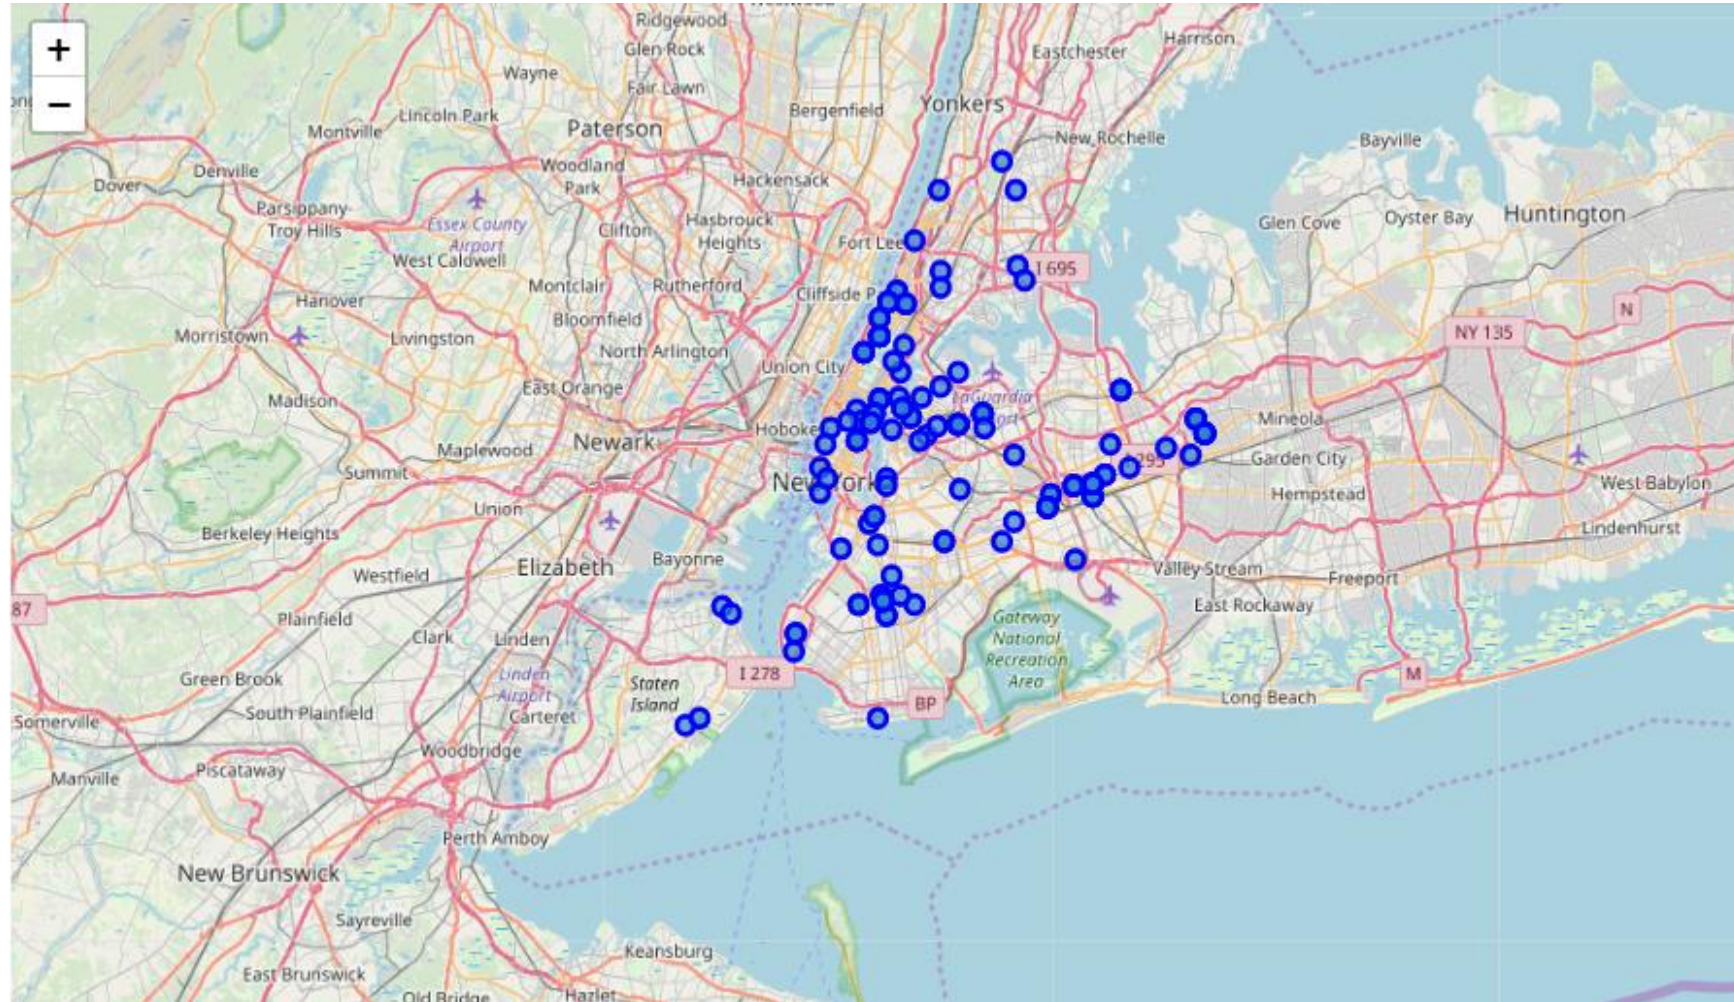 +
−
Ridgewood
Glen Rock
Fair Lawn
Wayne
Eastchester
Harrison
Lincoln Park
Bergenfield
Yonkers
Montville
Paterson
New Rochelle
Bayville
Denville
Dover
Woodland
Park
Hackensack
Parsippany-
Troy Hills
Essex County
Airport
Clifton
Hasbrouck
Heights
Fort Lee
Glen Cove
Oyster Bay
Huntington
West Caldwell
I 695
Hanover
Montclair
Rutherford
Cliffside P
N
Morristown
Livingston
Bloomfield
NY 135
North Arlington
Union City
East Orange
LaGuardia
port
Madison
Mineola
Newark
Hoboke
Maplewood
Summit
295
Garden City
New York
Hempstead
West Babylon
Union
Lindenhurst
Berkeley Heights
Bayonne
Westfield
Elizabeth
Valley Stream
Freeport
87
East Rockaway
Plainfield
Clark
Linden
Gateway
National
Recreation
Area
Green Brook
Linden
Airport
Staten
Island
I 278
M
Long Beach
BP
Somerville
South Plainfield
Carteret
Woodbridge
Manville
Piscataway
Perth Amboy
New Brunswick
Sayreville
Keansburg
East Brunswick
Old Bridge
Hazlet